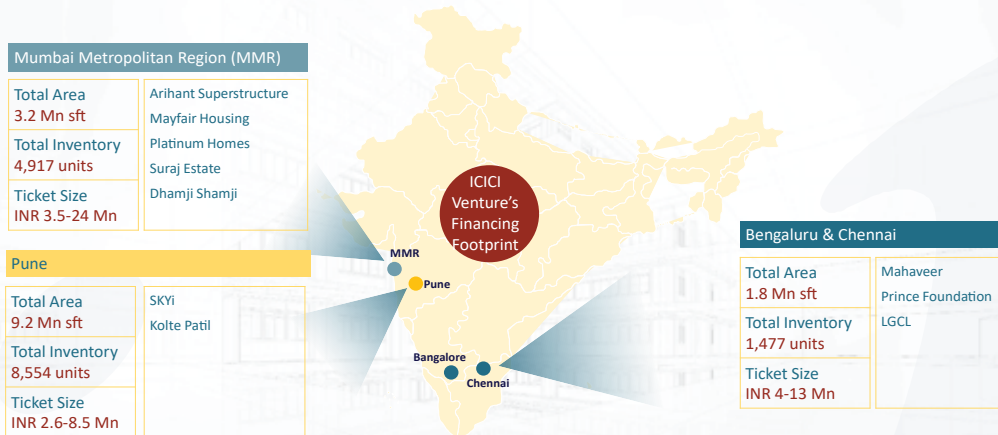 Mumbai Metropolitan Region (MMR)
Total Area
3.2 Mn sft
Total Inventory
4,917 units
Ticket Size
INR 3.5-24 Mn
Arihant Superstructure
Mayfair Housing
Platinum Homes
Suraj Estate
Dhamji Shamji
Pune
Total Area
9.2 Mn sft
Total Inventory
8,554 units
Ticket Size
INR 2.6-8.5 Mn
SKYi
Kolte Patil
ICICI
Venture's
Financing
Footprint
MMR
Pune
Bangalore
Chennai
Bengaluru & Chennai
Total Area
1.8 Mn sft
Total Inventory
1,477 units
Ticket Size
INR 4-13 Mn
Mahaveer
Prince Foundation
LGCL